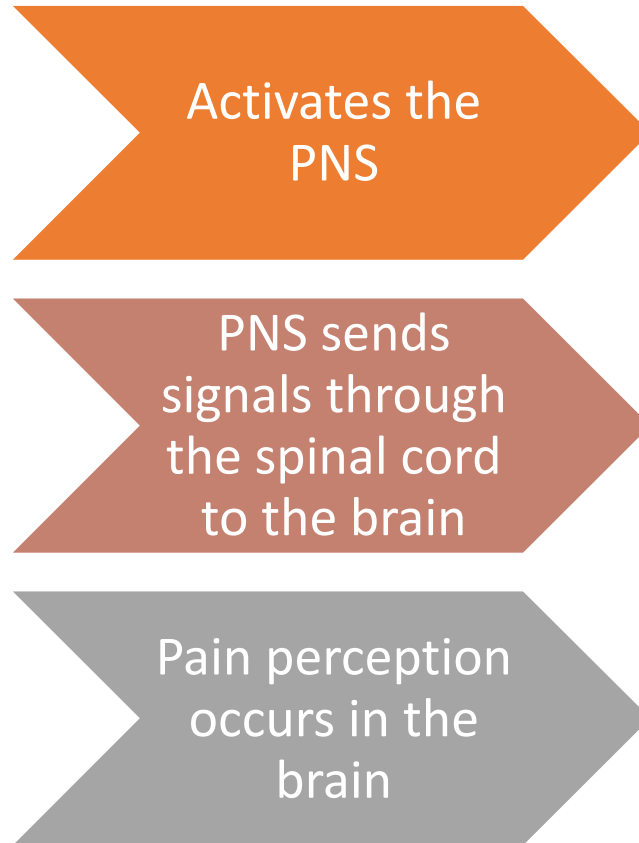 Activates the
PNS
PNS sends
signals through
the spinal cord
to the brain
Pain perception
occurs in the
brain